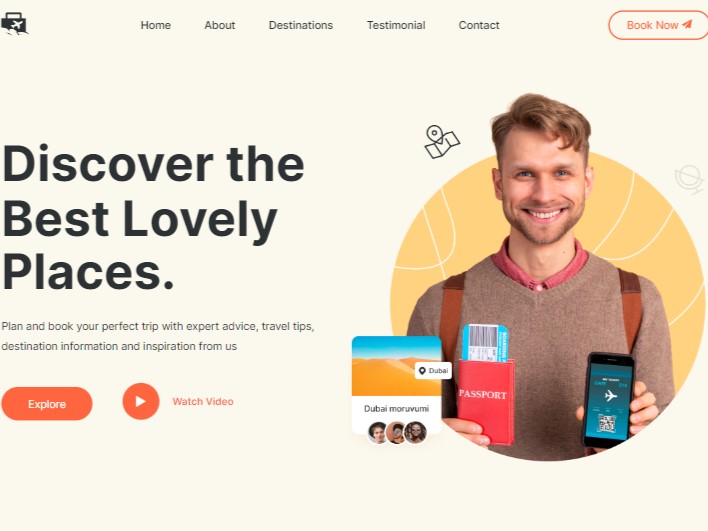 Home About Destinations Testimonial Contact Book Now
Discover the
Best Lovely
Places.
Plan and book your perfect trip with expert advice, travel tips,
destination information and inspiration from us
Explore
Watch Video
Dubai
Dubai moruvumi
PASSPORT